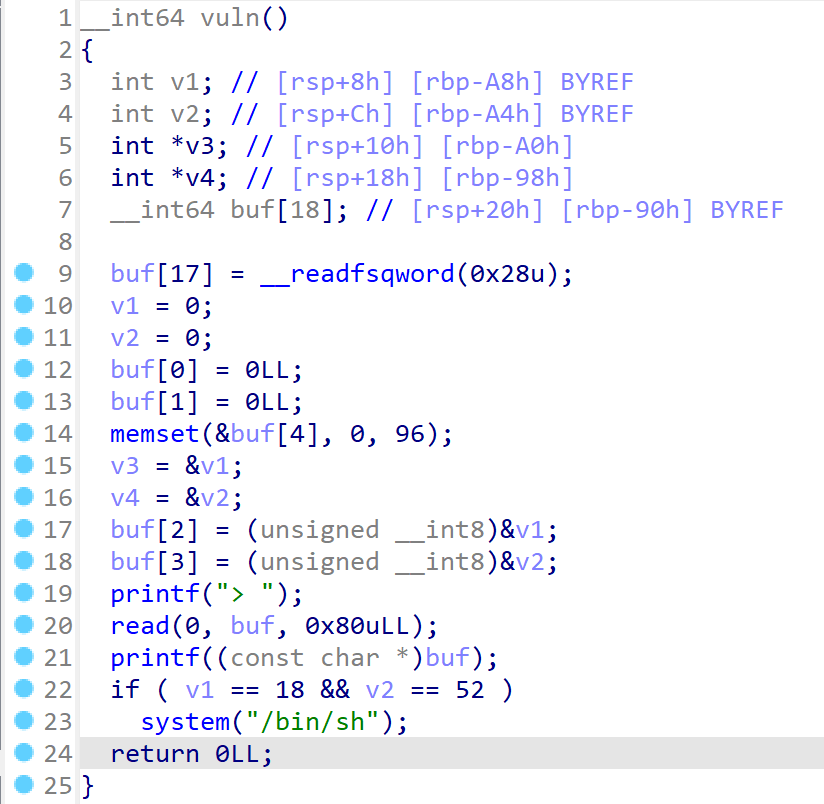 1 __int64 vuln()
2 {
3   int v1; // [rsp+8h] [rbp-A8h] BYREF
4   int v2; // [rsp+Ch] [rbp-A4h] BYREF
5   int *v3; // [rsp+10h] [rbp-A0h]
6   int *v4; // [rsp+18h] [rbp-98h]
7   __int64 buf[18]; // [rsp+20h] [rbp-90h] BYREF
8
9   buf[17] = __readfsqword(0x28u);
10   v1 = 0;
11   v2 = 0;
12   buf[0] = 0LL;
13   buf[1] = 0LL;
14   memset(&buf[4], 0, 96);
15   v3 = &v1;
16   v4 = &v2;
17   buf[2] = (unsigned __int8)&v1;
18   buf[3] = (unsigned __int8)&v2;
19   printf("> ");
20   read(0, buf, 0x80uLL);
21   printf((const char *)buf);
22   if ( v1 == 18 && v2 == 52 )
23     system("/bin/sh");
24   return 0LL;
25 }